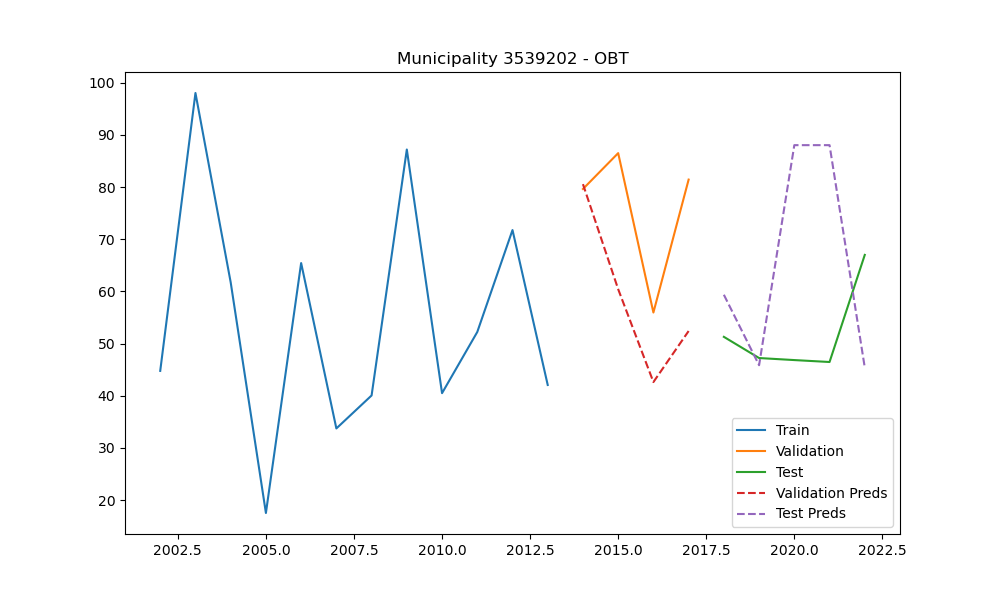 Municipality 3539202 - OBT
100
90
80
70
60
50
40
30
20
2002.5 2005.0 2007.5 2010.0 2012.5 2015.0 2017.5 2020.0 2022.5
Train
Validation
Test
Validation Preds
Test Preds